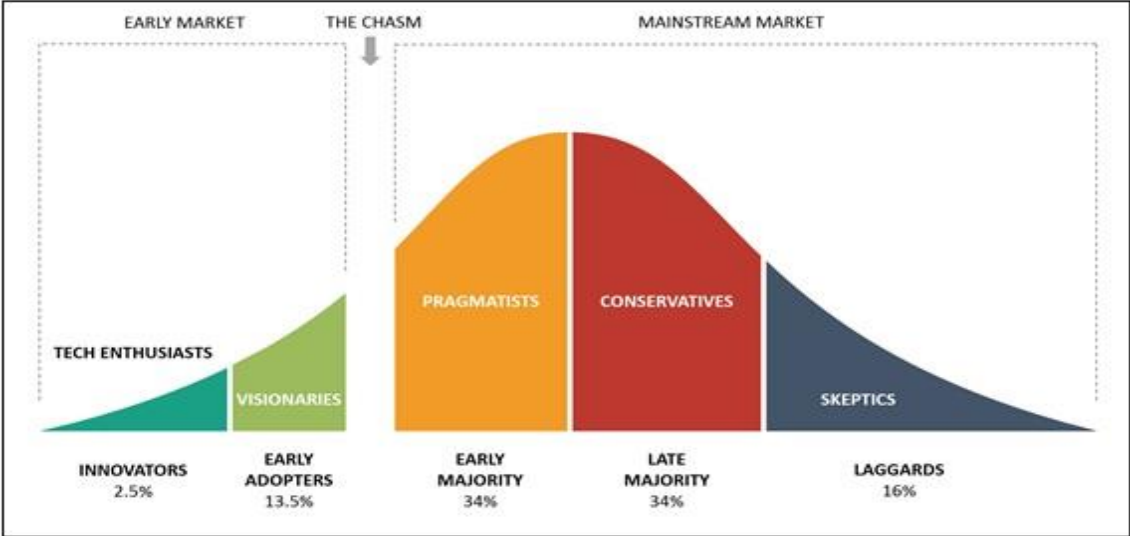 EARLY MARKET
THE CHASM
MAINSTREAM MARKET
PRAGMATISTS
CONSERVATIVES
TECH ENTHUSIASTS
VISIONARIES
SKEPTICS
INNOVATORS
2.5%
EARLY
ADOPTERS
13.5%
EARLY
MAJORITY
34%
LATE
MAJORITY
34%
LAGGARDS
16%